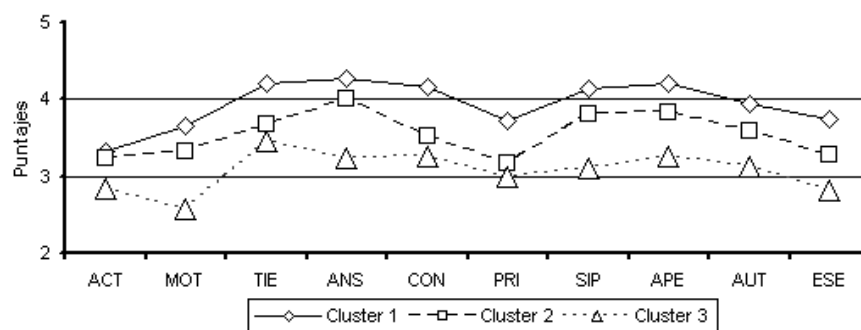 5
4
3
2
Puntajes
ACT MOT TIE ANS CON PRI SIP APE AUT ESE
Cluster 1 Cluster 2 Cluster 3